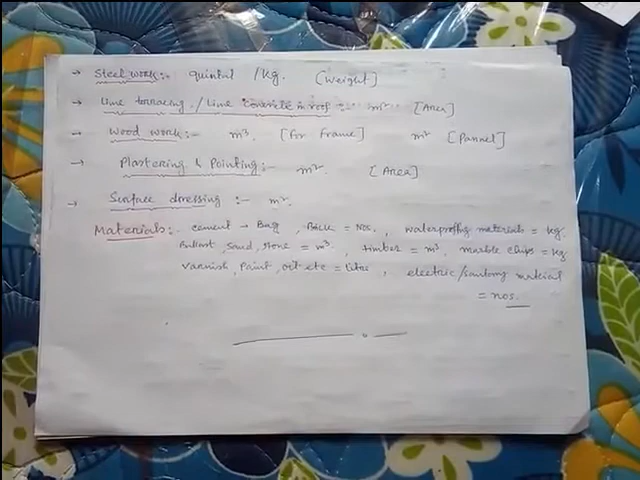 → Steel work:- quintal /Kg. [Weight]
→ Lime terracing./Lime concrete in roof :- m² [Area]
→ Wood work:- m³. [For Frame] m² [Pannel]
→ Plastering & Pointing:- m². [Area]
→ Surface dressing :- m².
Materials:. cement → Bag, Brick = Nos., waterproffing materials = kg.
Ballast, sand, stone = m³, timber = m³, marble chips = kg
Varnish, Paint, oil etc = litre, electric/sanitary material
= nos.